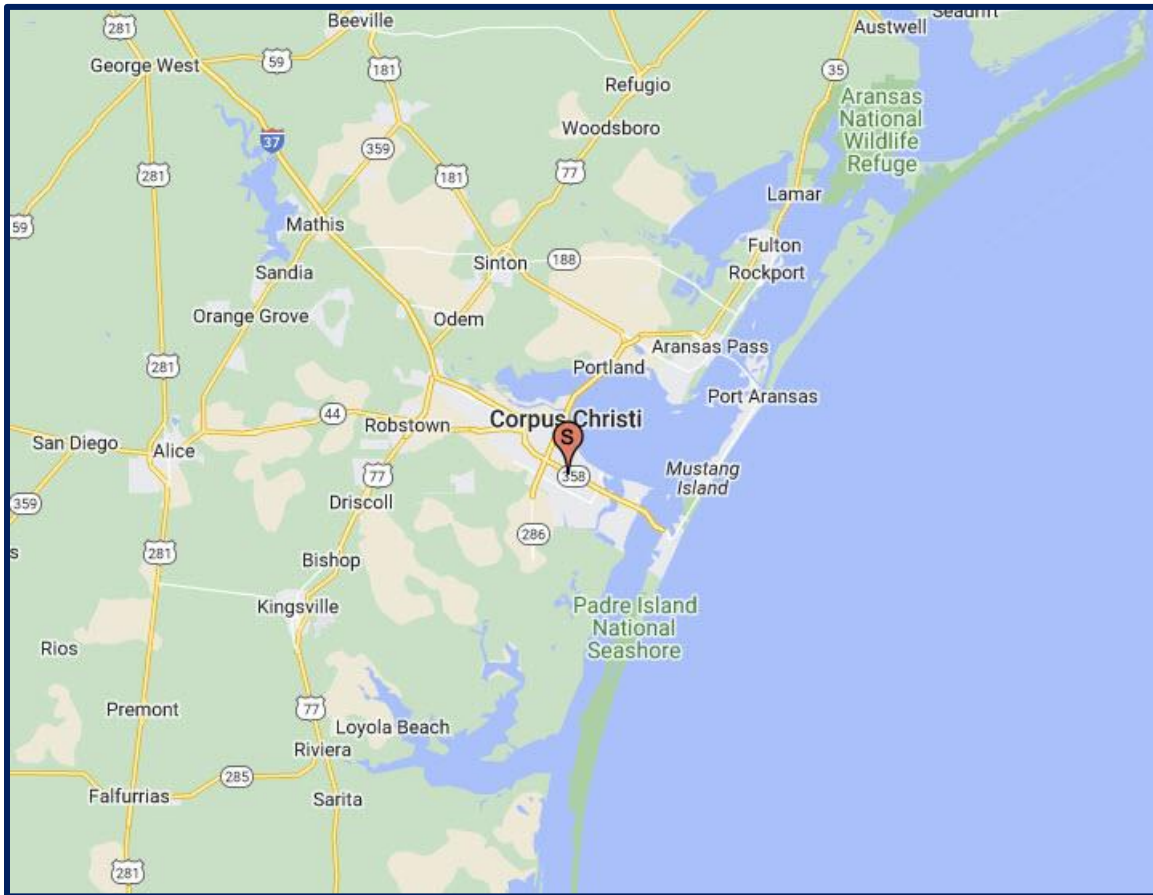 Seadrift
Beeville
281
Austwell
George West
59
181
35
Refugio
Aransas
National
Wildlife
Refuge
Woodsboro
37
359
281
181
77
Lamar
59
Mathis
Fulton
Sinton
188
Rockport
Sandia
Orange Grove
Odem
Aransas Pass
281
Portland
Port Aransas
44
Corpus Christi
Robstown
San Diego
S
Alice
Mustang
Island
77
358
359
Driscoll
286
s
281
Bishop
Kingsville
Padre Island
National
Seashore
Rios
Premont
77
Loyola Beach
Riviera
285
Falfurrias
Sarita
281